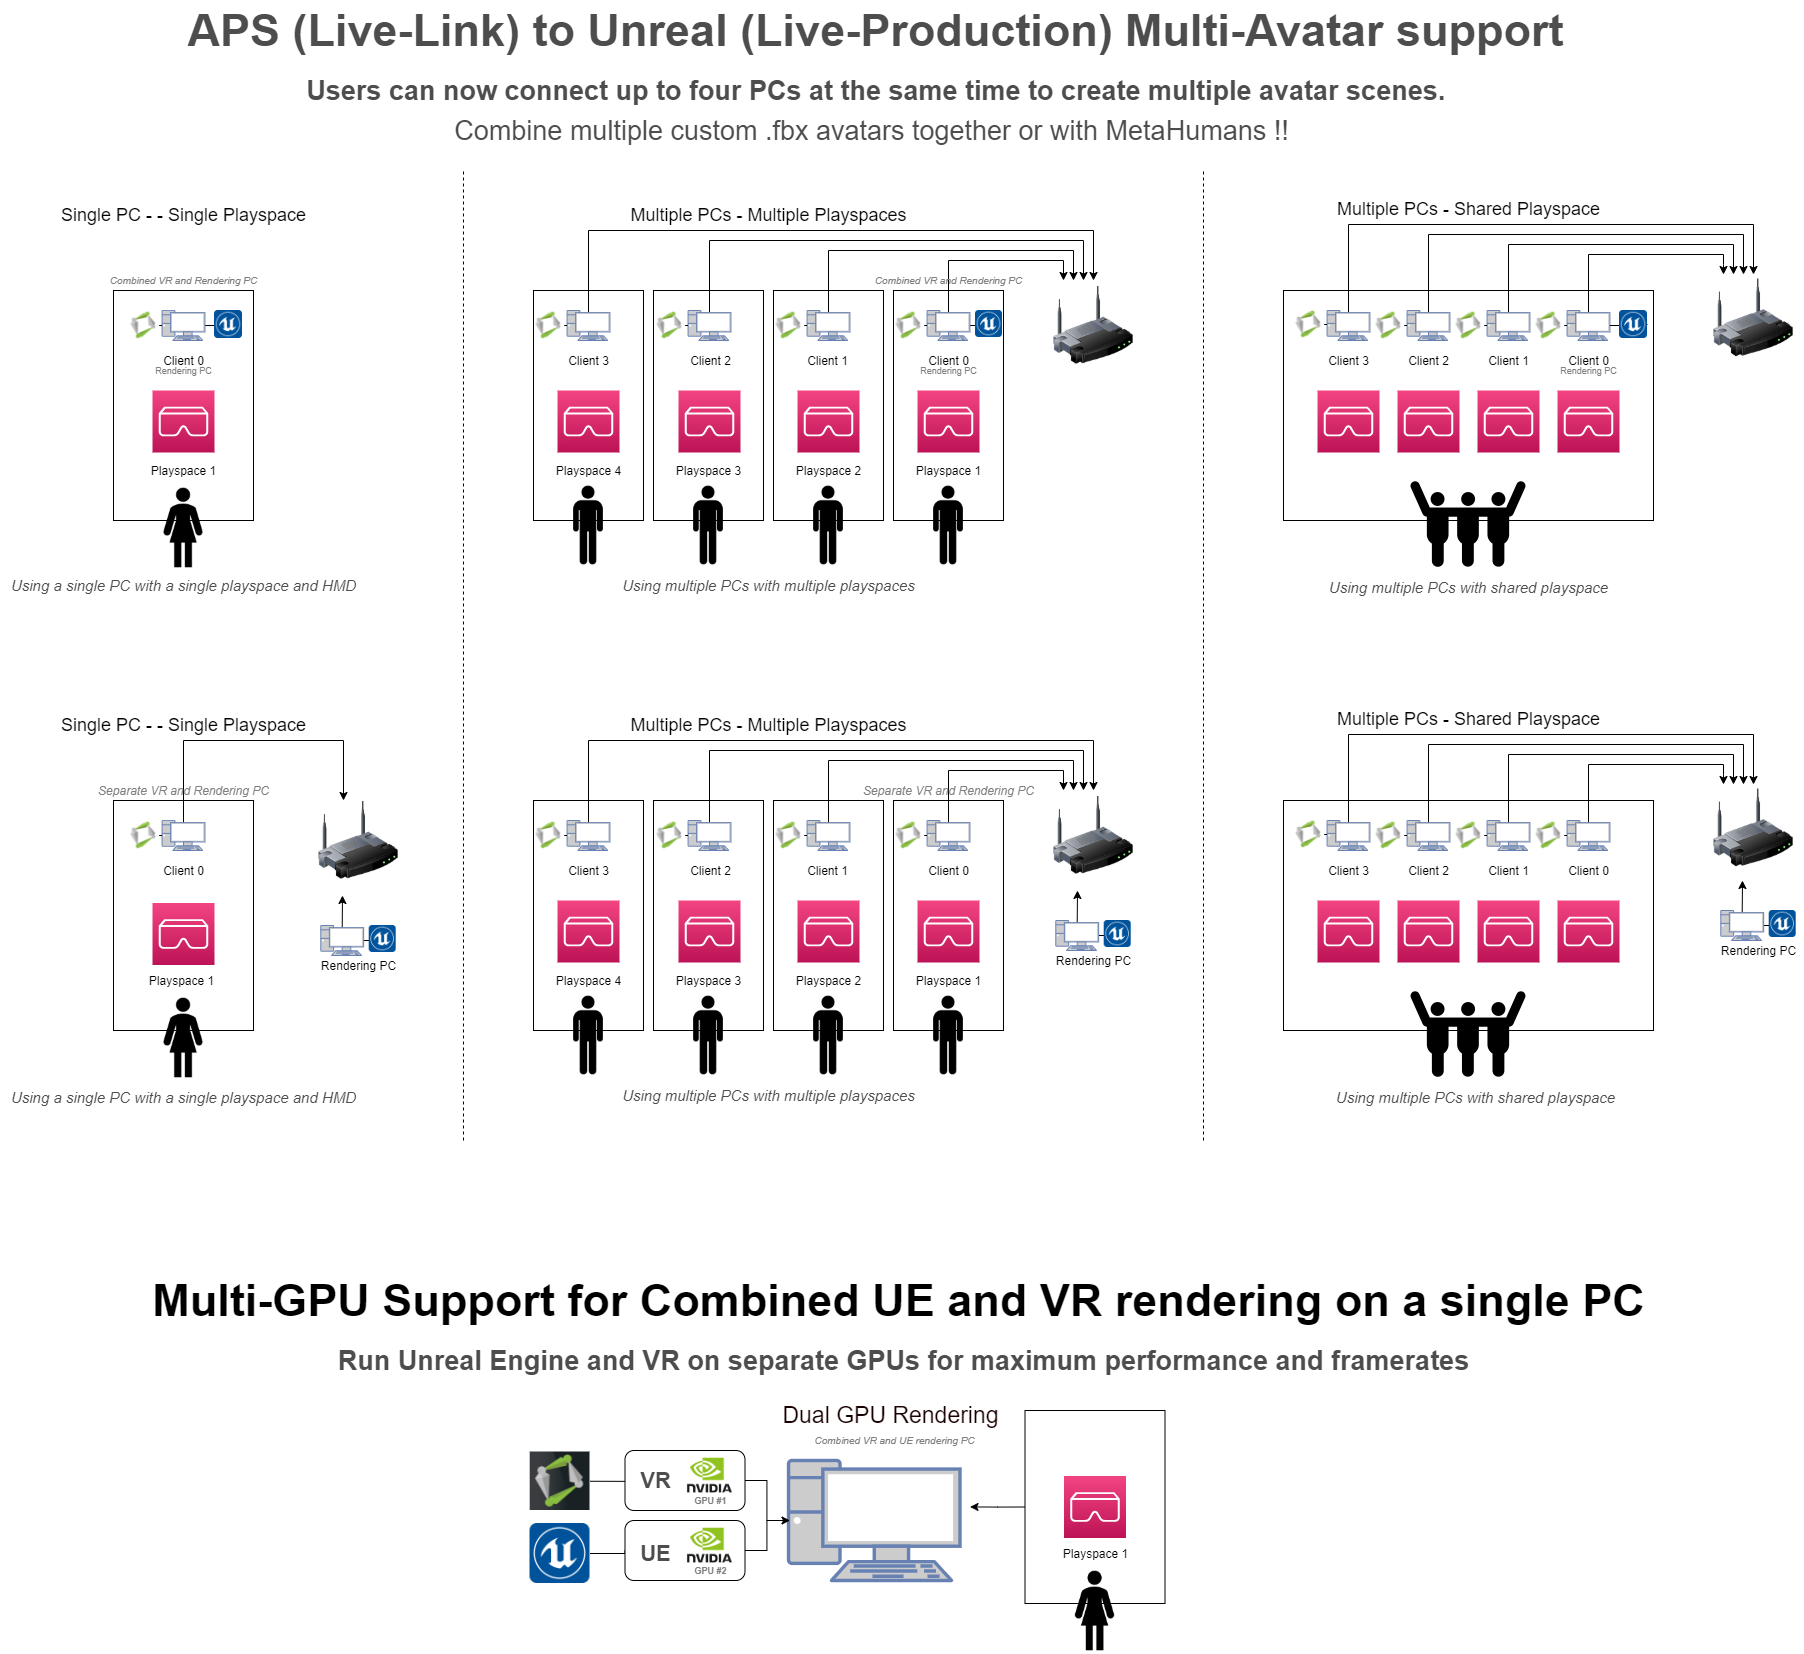 APS (Live-Link) to Unreal (Live-Production) Multi-Avatar support
Users can now connect up to four PCs at the same time to create multiple avatar scenes.
Combine multiple custom .fbx avatars together or with MetaHumans !!
Single PC - - Single Playspace
Combined VR and Rendering PC
Client 0
Rendering PC
Playspace 1
Using a single PC with a single playspace and HMD
Multiple PCs - Multiple Playspaces
Combined VR and Rendering PC
Client 3
Client 2
Client 1
Client 0
Rendering PC
Playspace 4
Playspace 3
Playspace 2
Playspace 1
Using multiple PCs with multiple playspaces
Multiple PCs - Shared Playspace
Client 3
Client 2
Client 1
Client 0
Rendering PC
Using multiple PCs with shared playspace
Single PC - - Single Playspace
Separate VR and Rendering PC
Client 0
Playspace 1
Rendering PC
Using a single PC with a single playspace and HMD
Multiple PCs - Multiple Playspaces
Separate VR and Rendering PC
Client 3
Client 2
Client 1
Client 0
Playspace 4
Playspace 3
Playspace 2
Playspace 1
Rendering PC
Using multiple PCs with multiple playspaces
Multiple PCs - Shared Playspace
Client 3
Client 2
Client 1
Client 0
Rendering PC
Using multiple PCs with shared playspace
Multi-GPU Support for Combined UE and VR rendering on a single PC
Run Unreal Engine and VR on separate GPUs for maximum performance and framerates
Dual GPU Rendering
Combined VR and UE rendering PC
VR
NVIDIA
GPU #1
UE
NVIDIA
GPU #2
Playspace 1